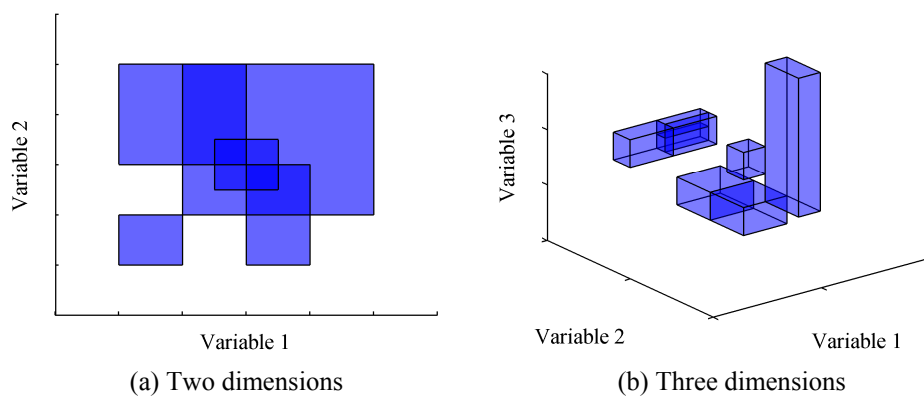 Variable 2
Variable 1
(a) Two dimensions
Variable 3
Variable 2
Variable 1
(b) Three dimensions